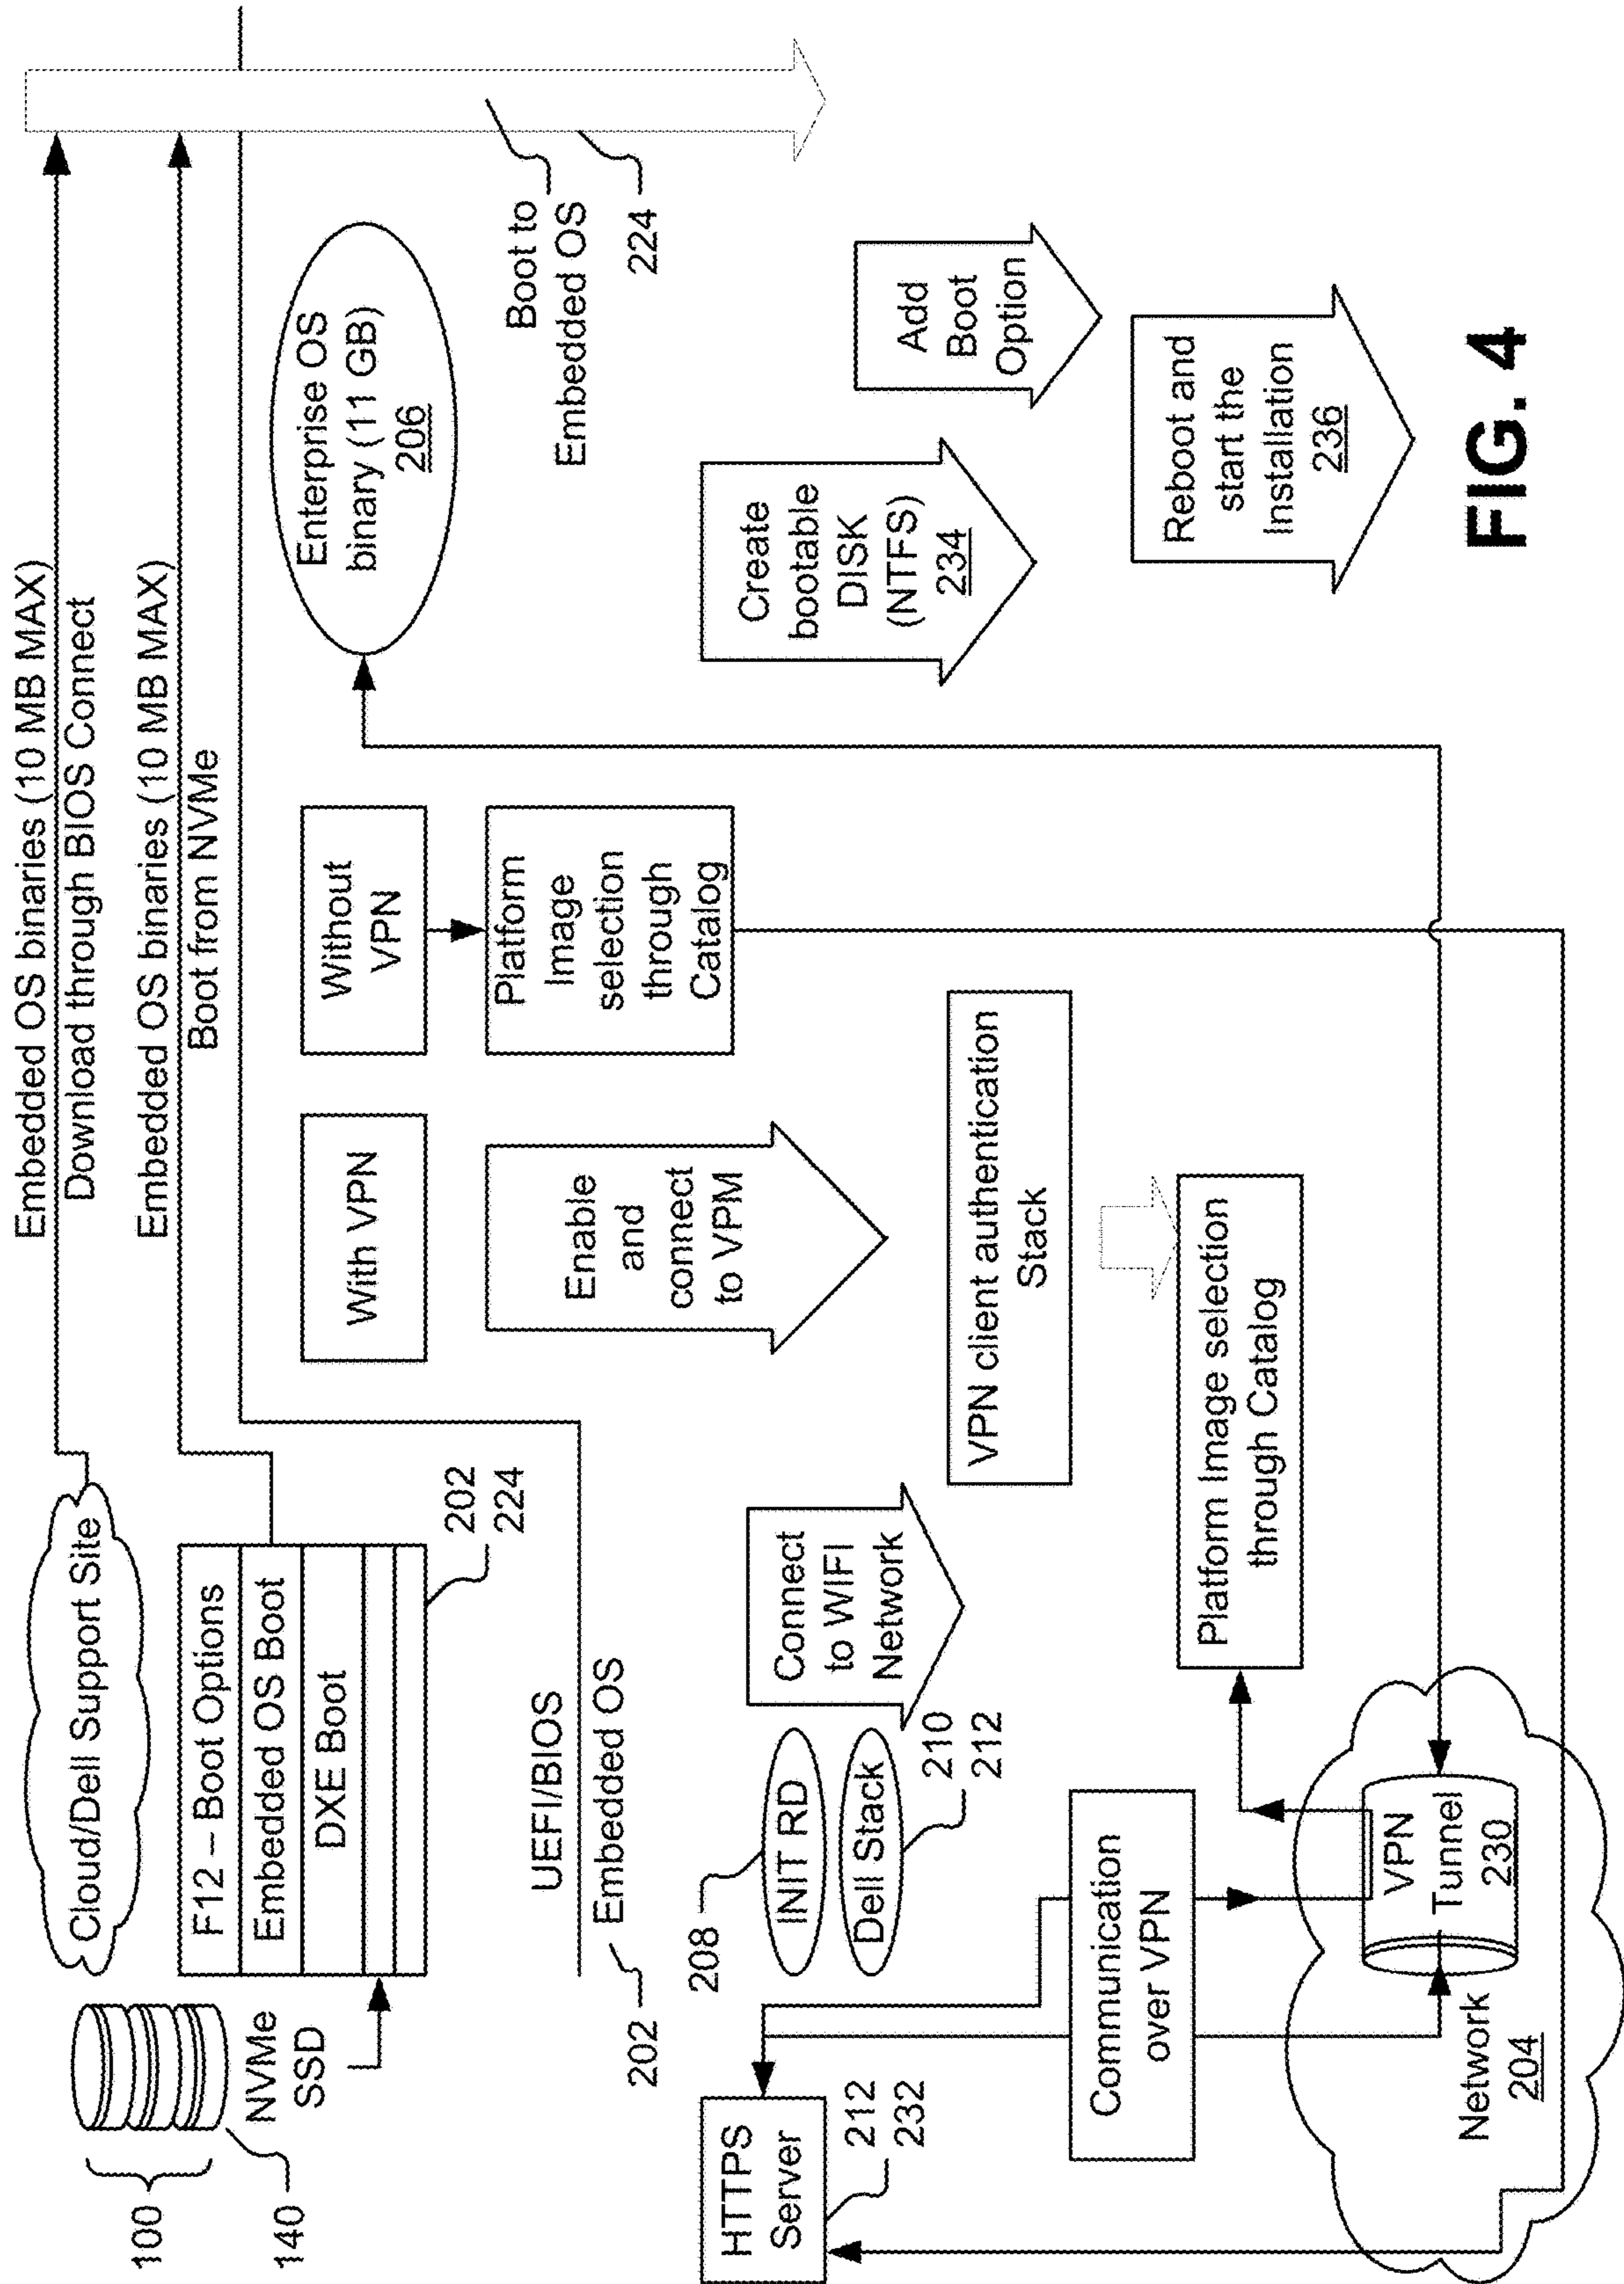 Embedded OS binaries (10 MB MAX)
Download through BIOS Connect
Embedded OS binaries (10 MB MAX)
Boot from NVMe
Cloud/Dell Support Site
100
140
NVMe
SSD
F12 – Boot Options
Embedded OS Boot
DXE Boot
202
224
UEFI/BIOS
Embedded OS
202
With VPN
Without
VPN
Enterprise OS
binary (11 GB)
206
Boot to
Embedded OS
224
Enable
and
connect
to VPM
Platform
Image
selection
through
Catalog
208
INIT RD
Dell Stack
210
212
Connect
to WIFI
Network
HTTPS
Server
212
232
VPN client authentication
Stack
Create
bootable
DISK
(NTFS)
234
Add
Boot
Option
Communication
over VPN
Platform Image selection
through Catalog
Reboot and
start the
Installation
236
VPN
Tunnel
230
Network
204
FIG. 4